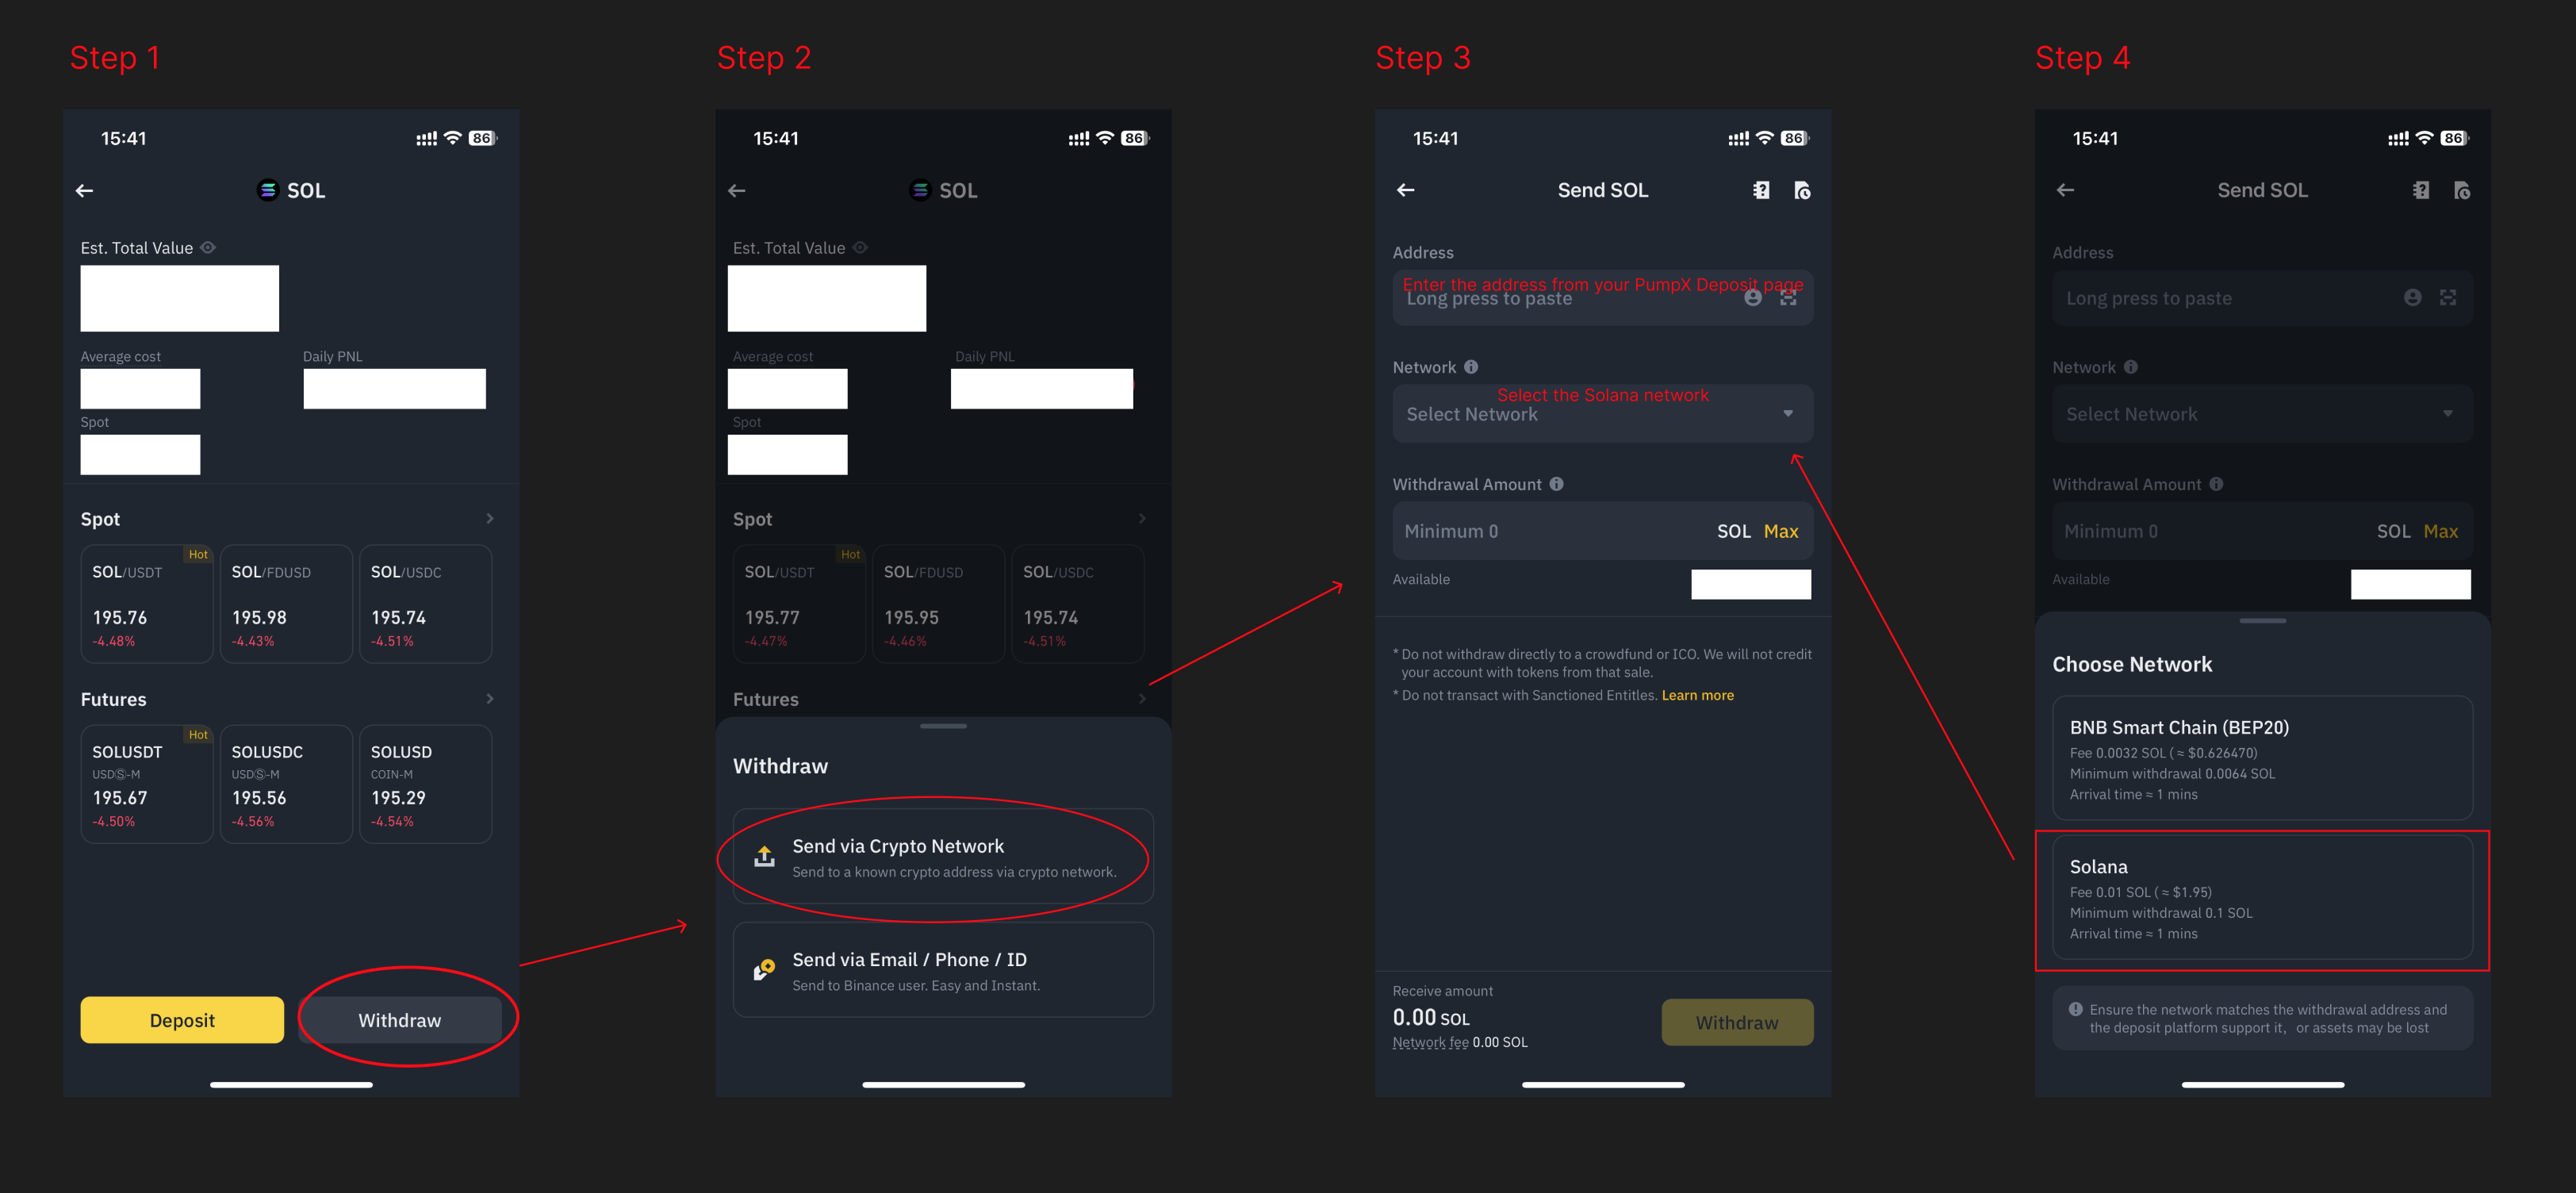 Step 1
15:41
86
SOL
Est. Total Value
Average cost
Daily PNL
Spot
Spot
Hot
SOL/USDT
SOL/FDUSD
SOL/USDC
195.76
195.98
195.74
-4.48%
-4.43%
-4.51%
Futures
Hot
SOLUSDT
SOLUSDC
SOLUSD
USDⓈ-M
USDⓈ-M
COIN-M
195.67
195.56
195.29
-4.50%
-4.56%
-4.54%
Deposit
Withdraw
Step 2
15:41
86
SOL
Est. Total Value
Average cost
Daily PNL
Spot
Spot
Hot
SOL/USDT
SOL/FDUSD
SOL/USDC
195.77
195.95
195.74
-4.47%
-4.46%
-4.51%
Futures
Withdraw
Send via Crypto Network
Send to a known crypto address via crypto network.
Send via Email / Phone / ID
Send to Binance user. Easy and Instant.
Step 3
15:41
86
Send SOL
Address
Enter the address from your PumpX Deposit page
Long press to paste
Network
Select the Solana network
Select Network
Withdrawal Amount
Minimum 0
SOL Max
Available
* Do not withdraw directly to a crowdfund or ICO. We will not credit
your account with tokens from that sale.
* Do not transact with Sanctioned Entitles. Learn more
Receive amount
0.00 SOL
Network fee 0.00 SOL
Withdraw
Step 4
15:41
86
Send SOL
Address
Long press to paste
Network
Select Network
Withdrawal Amount
Minimum 0
SOL Max
Available
Choose Network
BNB Smart Chain (BEP20)
Fee 0.0032 SOL ( ≈ $0.626470)
Minimum withdrawal 0.0064 SOL
Arrival time ≈ 1 mins
Solana
Fee 0.01 SOL ( ≈ $1.95)
Minimum withdrawal 0.1 SOL
Arrival time ≈ 1 mins
Ensure the network matches the withdrawal address and
the deposit platform support it, or assets may be lost